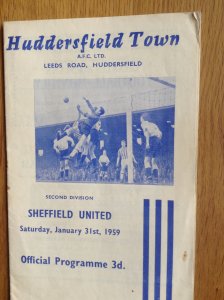 Huddersfield Town
A.F.C. LTD.
LEEDS ROAD, HUDDERSFIELD
SECOND DIVISION
SHEFFIELD UNITED
Saturday, January 31st, 1959
Official Programme 3d.